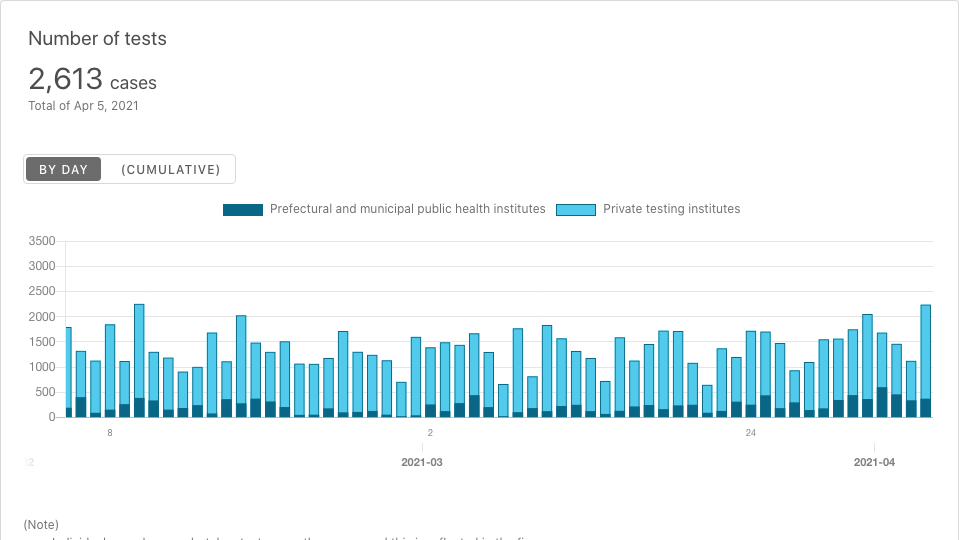 Number of tests
2,613 cases
Total of Apr 5, 2021
BY DAY (CUMULATIVE)
Prefectural and municipal public health institutes Private testing institutes
3500
3000
2500
2000
1500
1000
500
0
8 2 24
2021-03 2021-04
(Note)